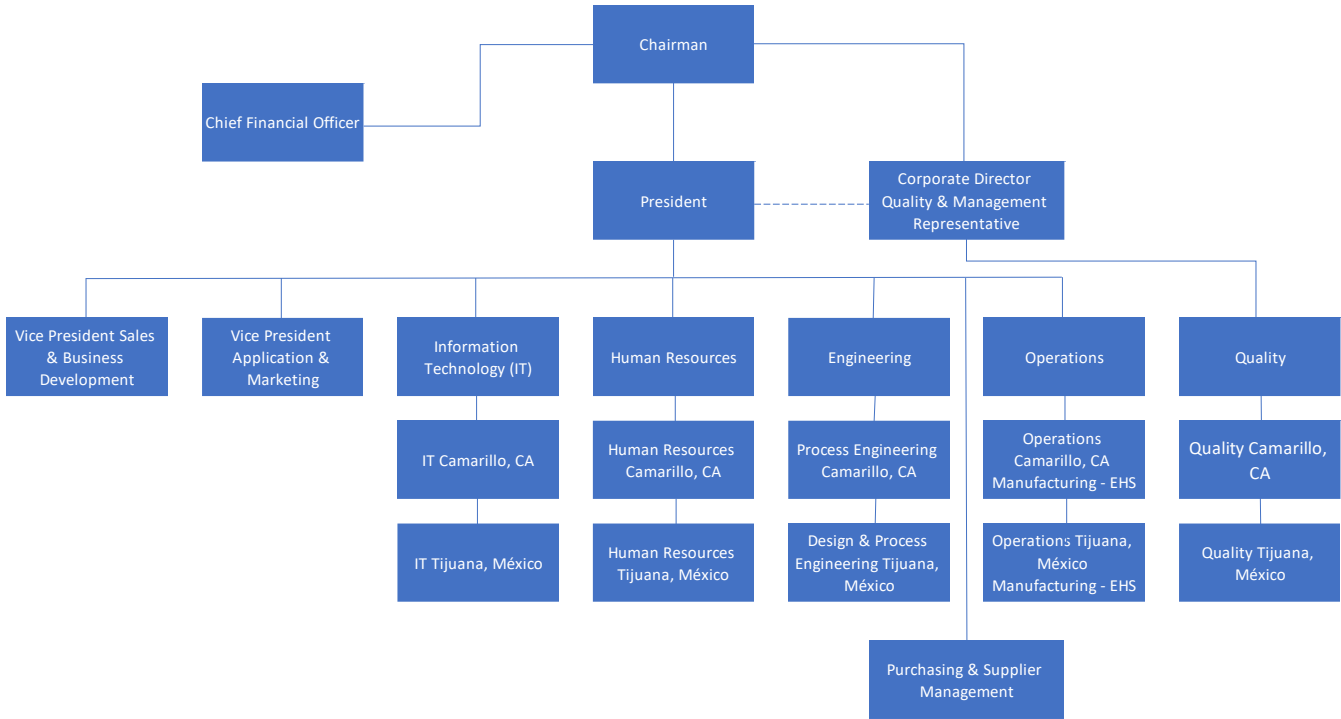 Chairman
Chief Financial Officer
President
Corporate Director
Quality & Management
Representative
Vice President Sales
& Business
Development
Vice President
Application &
Marketing
Information
Technology (IT)
Human Resources
Engineering
Operations
Quality
IT Camarillo, CA
Human Resources
Camarillo, CA
Process Engineering
Camarillo, CA
Operations
Camarillo, CA
Manufacturing - EHS
Quality Camarillo,
CA
IT Tijuana, México
Human Resources
Tijuana, México
Design & Process
Engineering Tijuana,
México
Operations Tijuana,
México
Manufacturing - EHS
Quality Tijuana,
México
Purchasing & Supplier
Management